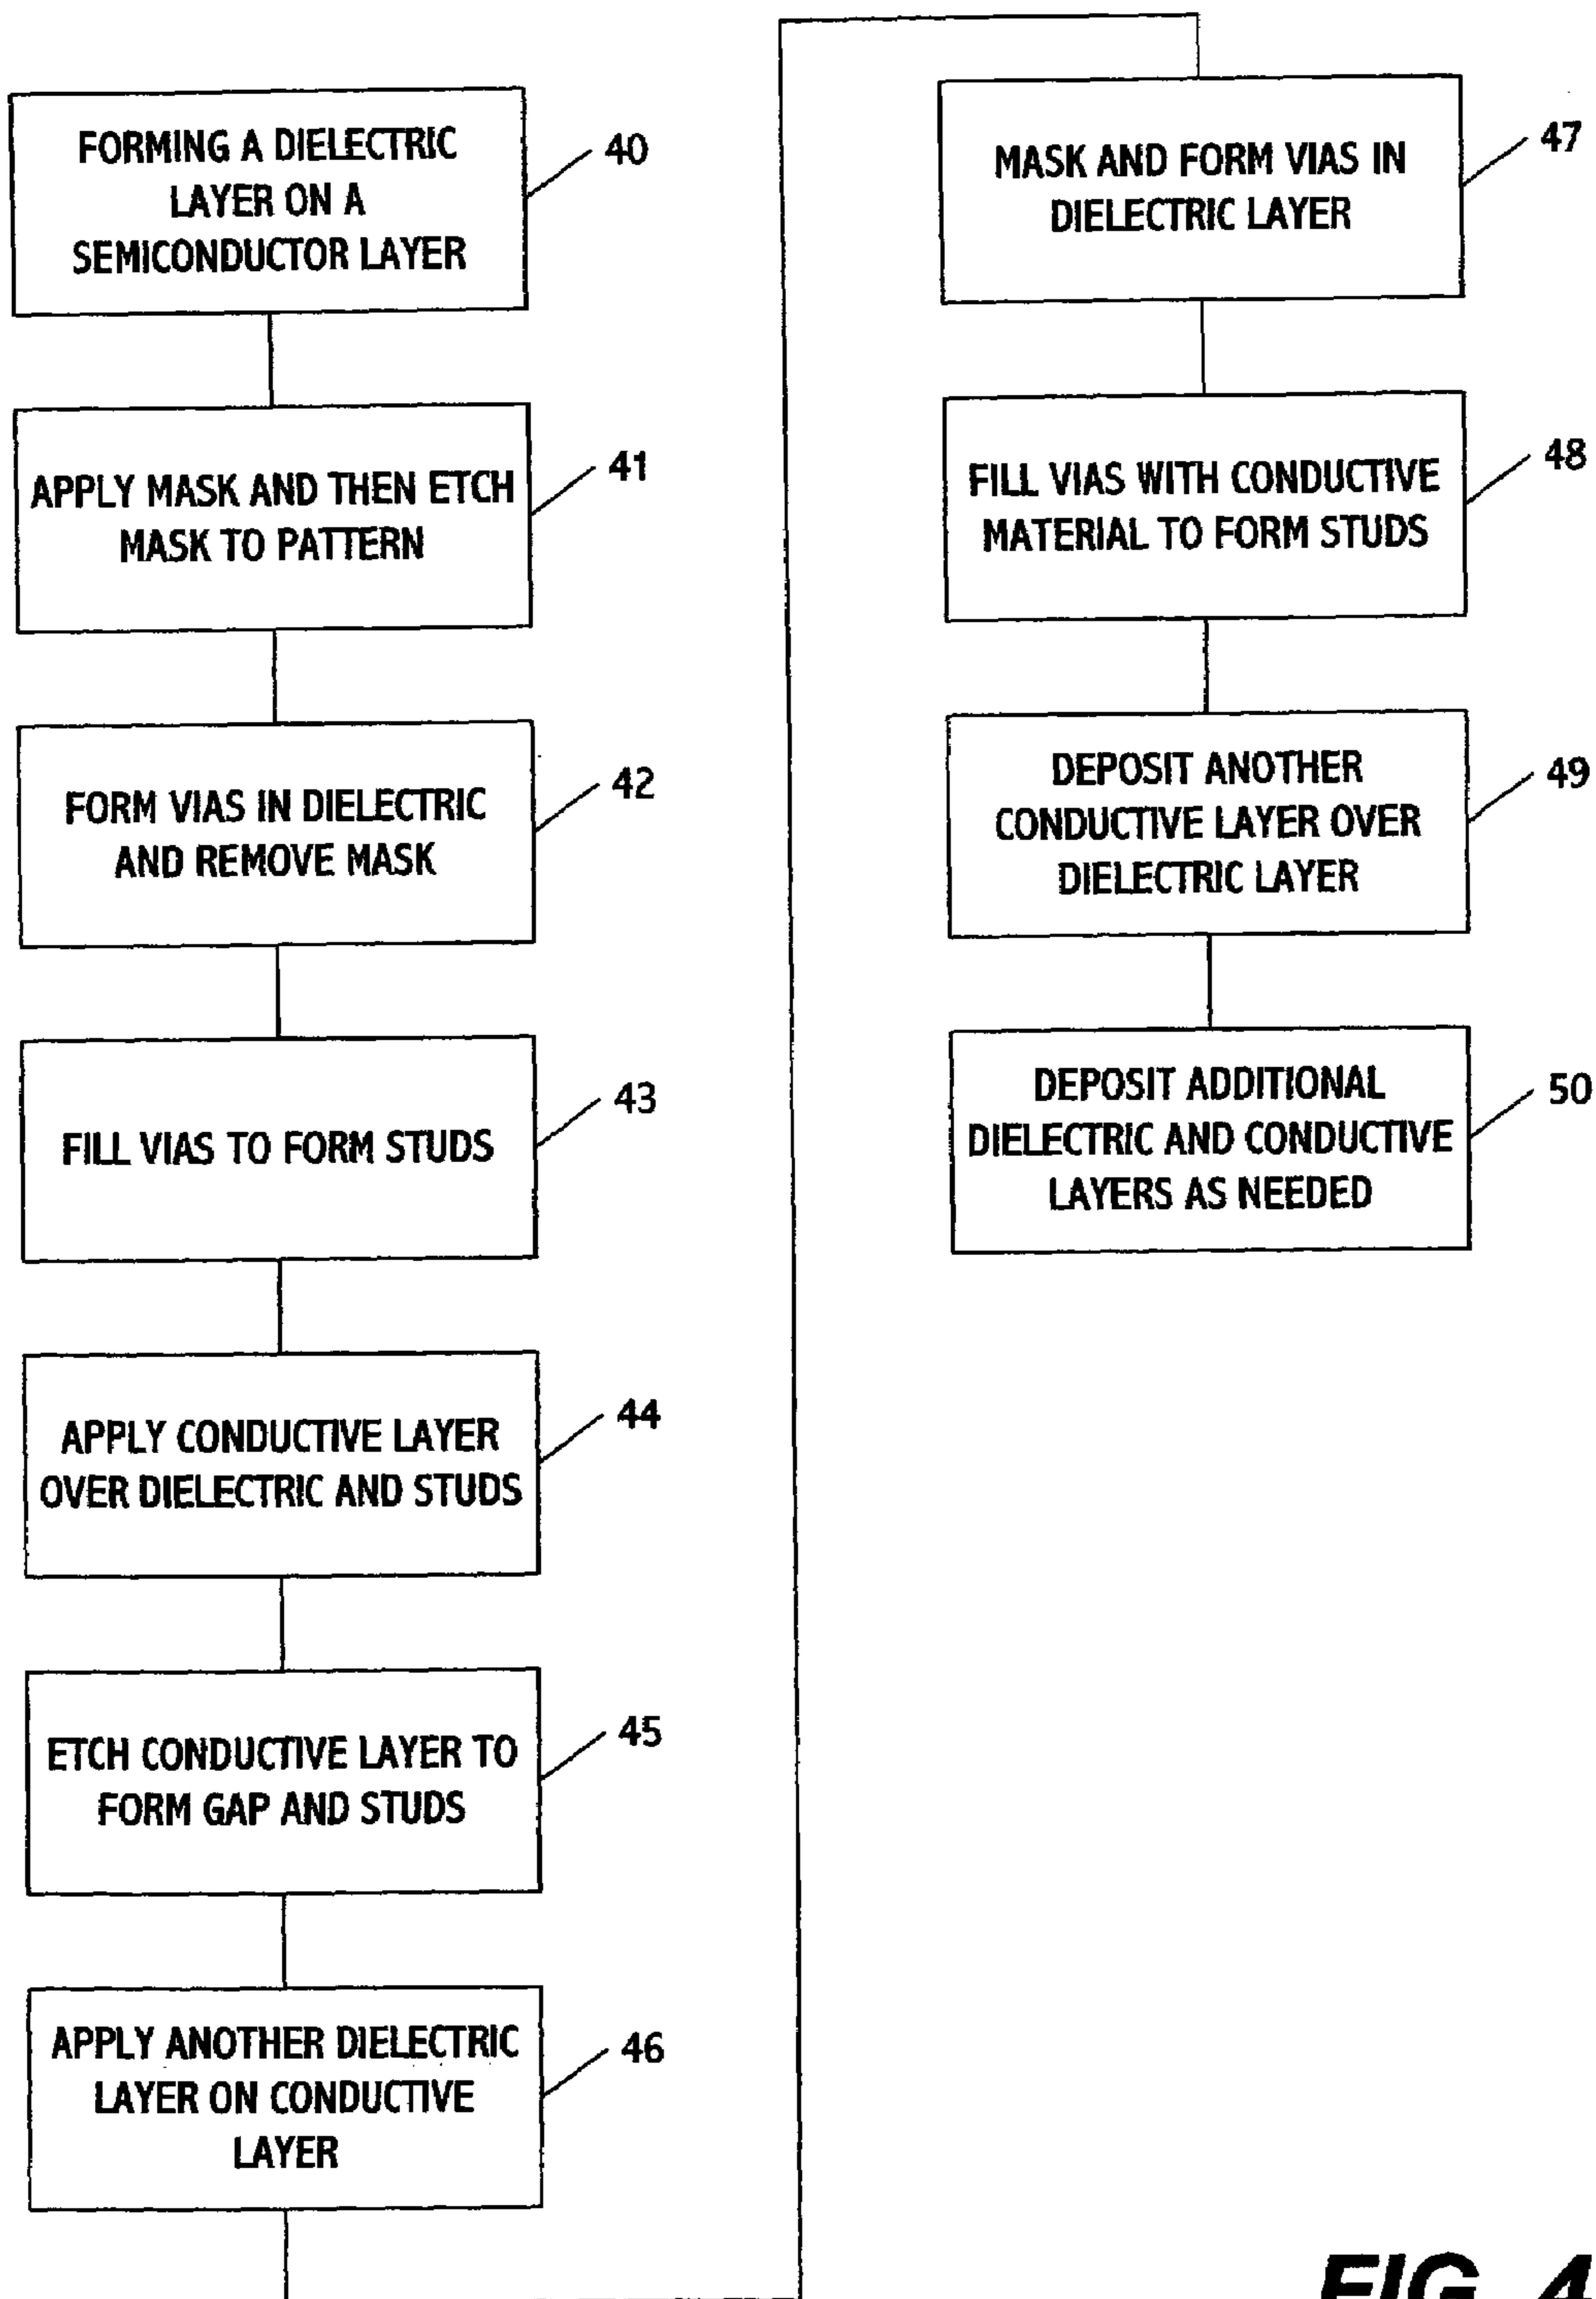 FORMING A DIELECTRIC
LAYER ON A
SEMICONDUCTOR LAYER
40
APPLY MASK AND THEN ETCH
MASK TO PATTERN
41
FORM VIAS IN DIELECTRIC
AND REMOVE MASK
42
FILL VIAS TO FORM STUDS
43
APPLY CONDUCTIVE LAYER
OVER DIELECTRIC AND STUDS
44
ETCH CONDUCTIVE LAYER TO
FORM GAP AND STUDS
45
APPLY ANOTHER DIELECTRIC
LAYER ON CONDUCTIVE
LAYER
46
MASK AND FORM VIAS IN
DIELECTRIC LAYER
47
FILL VIAS WITH CONDUCTIVE
MATERIAL TO FORM STUDS
48
DEPOSIT ANOTHER
CONDUCTIVE LAYER OVER
DIELECTRIC LAYER
49
DEPOSIT ADDITIONAL
DIELECTRIC AND CONDUCTIVE
LAYERS AS NEEDED
50
FIG. 4